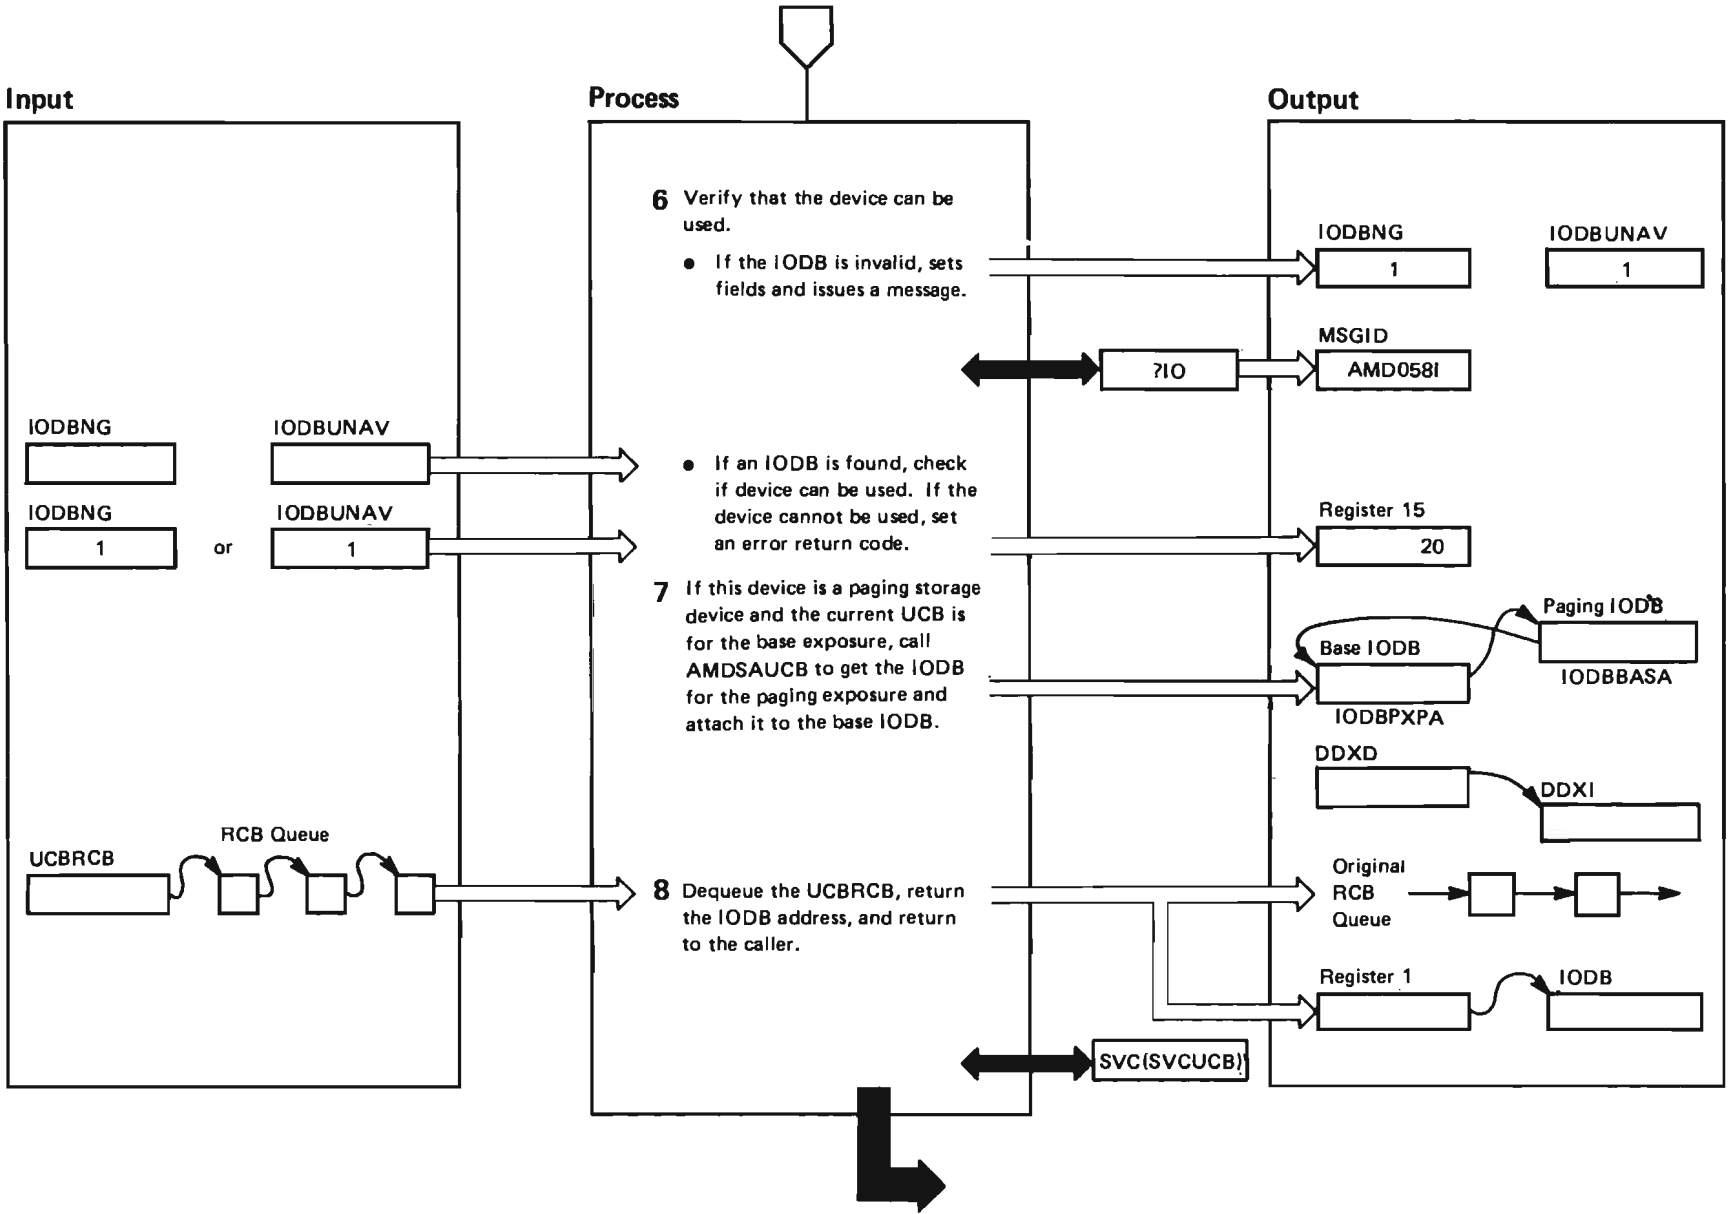 Input
Process
Output
6 Verify that the device can be
used.
• If the IODB is invalid, sets
fields and issues a message.
IODBNG
IODBUNAV
1
1
MSGID
?IO
AMD058I
IODBNG
IODBUNAV
IODBNG
IODBUNAV
1
or
1
• If an IODB is found, check
if device can be used. If the
device cannot be used, set
an error return code.
Register 15
20
7 If this device is a paging storage
device and the current UCB is
for the base exposure, call
AMDSAUCB to get the IODB
for the paging exposure and
attach it to the base IODB.
Paging IODB
Base IODB
IODBBASA
IODBPXPA
DDXD
DDXI
RCB Queue
UCBRCB
8 Dequeue the UCBRCB, return
the IODB address, and return
to the caller.
Original
RCB
Queue
Register 1
IODB
SVC(SVCUCB)